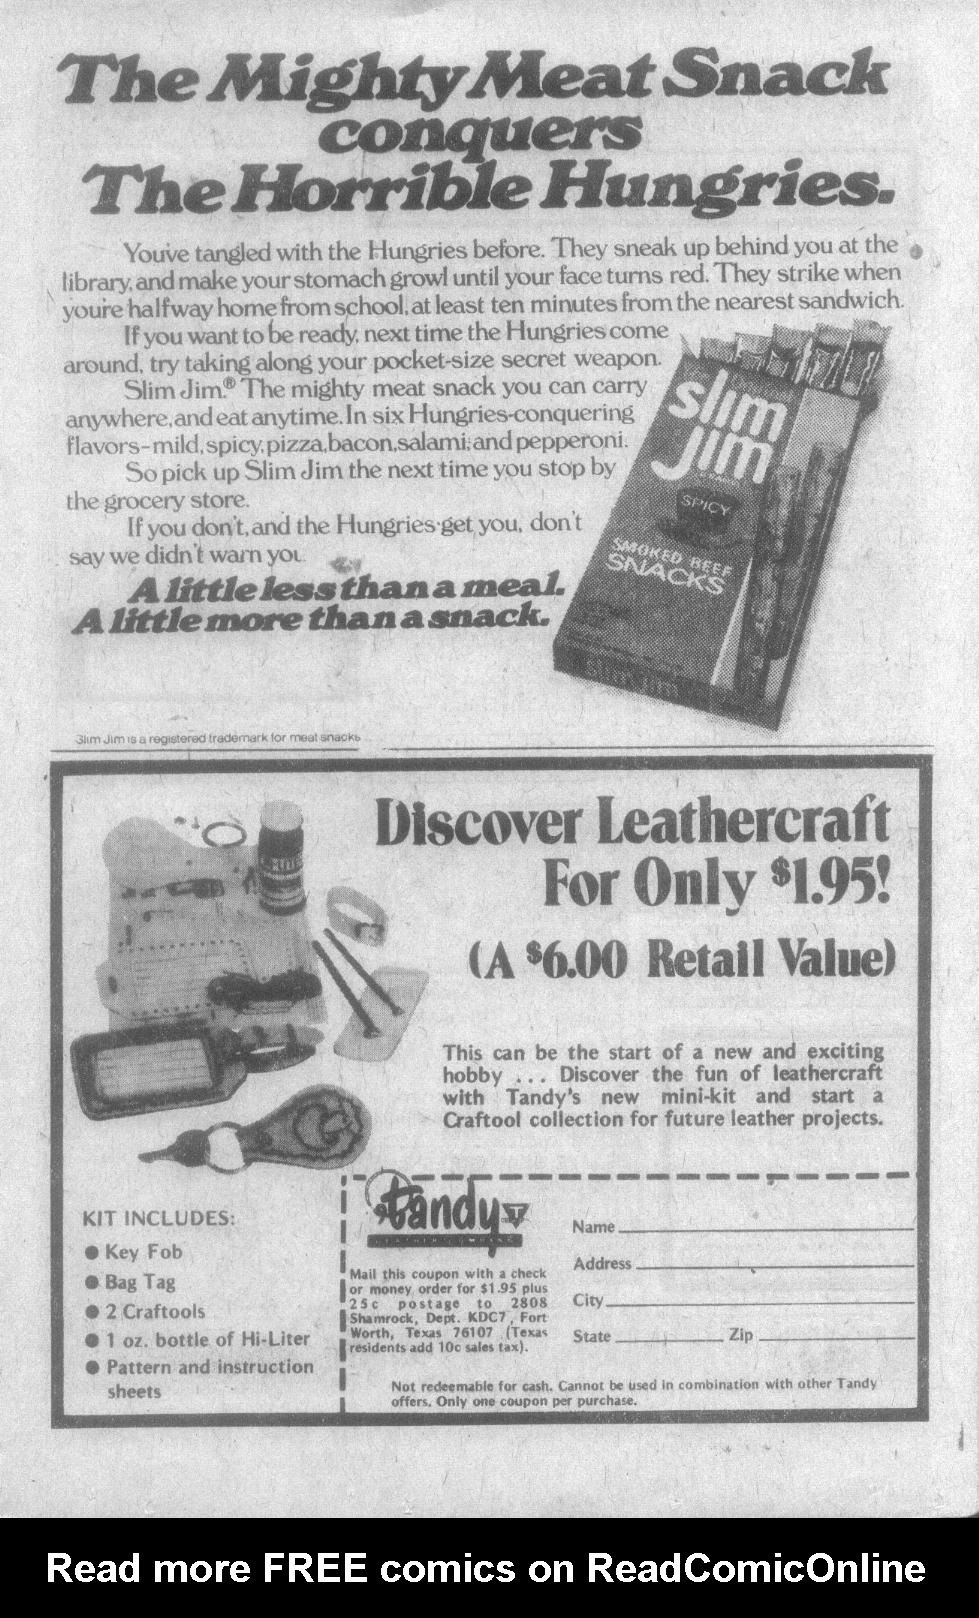 The Mighty Meat Snack
conquers
The Horrible Hungries.
You've tangled with the Hungries before. They sneak up behind you at the
library, and make your stomach growl until your face turns red. They strike when
you're halfway home from school, at least ten minutes from the nearest sandwich.
If you want to be ready, next time the Hungries come
around, try taking along your pocket-size secret weapon.
Slim Jim.® The mighty meat snack you can carry
anywhere, and eat anytime. In six Hungries-conquering
flavors-mild, spicy, pizza, bacon, salami, and pepperoni.
So pick up Slim Jim the next time you stop by
the grocery store.
If you don't, and the Hungries get you, don't
say we didn't warn you.
A little less than a meal.
A little more than a snack.
slim
jim
SPICY
SMOKED BEEF
SNACKS
SLIM JIM
Slim Jim is a registered trademark for meat snacks
Discover Leathercraft
For Only $1.95!
(A $6.00 Retail Value)
This can be the start of a new and exciting
hobby ... Discover the fun of leathercraft
with Tandy's new mini-kit and start a
Craftool collection for future leather projects.
KIT INCLUDES:
● Key Fob
● Bag Tag
● 2 Craftools
● 1 oz. bottle of Hi-Liter
● Pattern and instruction
sheets
tandy
Mail this coupon with a check
or money order for $1.95 plus
25c postage to 2808
Shamrock, Dept. KDC7, Fort
Worth, Texas 76107 (Texas
residents add 10c sales tax).
Name
Address
City
State Zip
Not redeemable for cash. Cannot be used in combination with other Tandy
offers. Only one coupon per purchase.
Read more FREE comics on ReadComicOnline